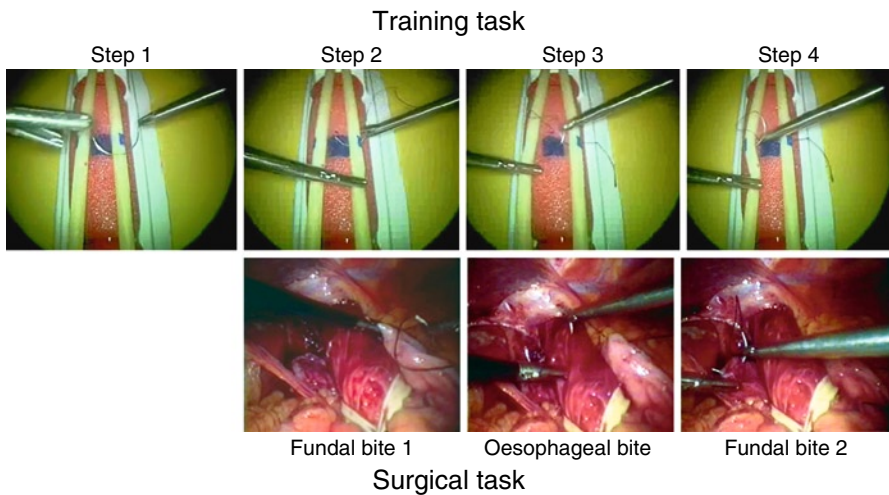 Training task
Step 1 Step 2 Step 3 Step 4
Fundal bite 1 Oesophageal bite Fundal bite 2
Surgical task